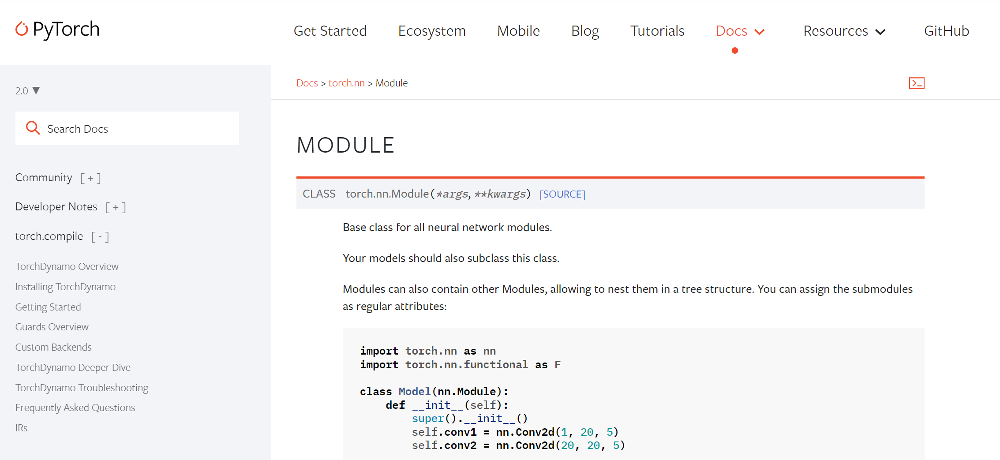 PyTorch
Get Started Ecosystem Mobile Blog Tutorials Docs Resources GitHub
2.0 ▼
Search Docs
Community [ + ]
Developer Notes [ + ]
torch.compile [ - ]
TorchDynamo Overview
Installing TorchDynamo
Getting Started
Guards Overview
Custom Backends
TorchDynamo Deeper Dive
TorchDynamo Troubleshooting
Frequently Asked Questions
IRs
Docs > torch.nn > Module
MODULE
CLASS torch.nn.Module(*args, **kwargs) [SOURCE]
Base class for all neural network modules.
Your models should also subclass this class.
Modules can also contain other Modules, allowing to nest them in a tree structure. You can assign the submodules
as regular attributes:
import torch.nn as nn
import torch.nn.functional as F
class Model(nn.Module):
    def __init__(self):
        super().__init__()
        self.conv1 = nn.Conv2d(1, 20, 5)
        self.conv2 = nn.Conv2d(20, 20, 5)